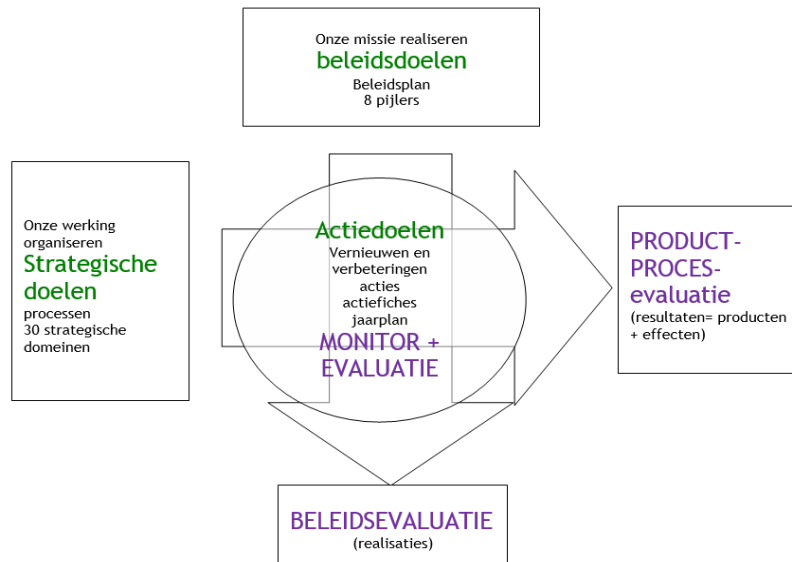 Onze missie realiseren
beleidsdoelen
Beleidsplan
8 pijlers
Onze werking
organiseren
Strategische
doelen
processen
30 strategische
domeinen
Actiedoelen
Vernieuwen en
verbeteringen
acties
actiefiches
jaarplan
MONITOR +
EVALUATIE
PRODUCT-
PROCES-
evaluatie
(resultaten= producten
+ effecten)
BELEIDSEVALUATIE
(realisaties)